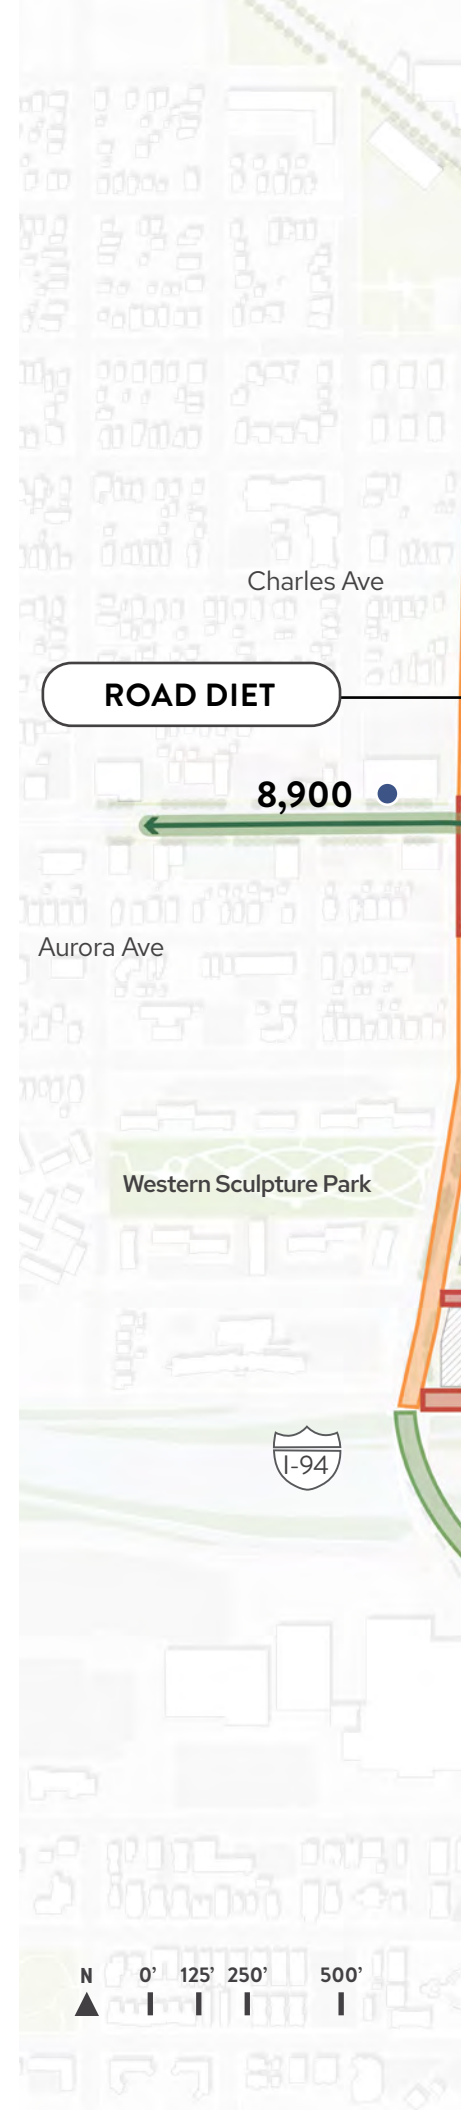 Charles Ave
ROAD DIET
8,900
Aurora Ave
Western Sculpture Park
I-94
N 0' 125' 250' 500'